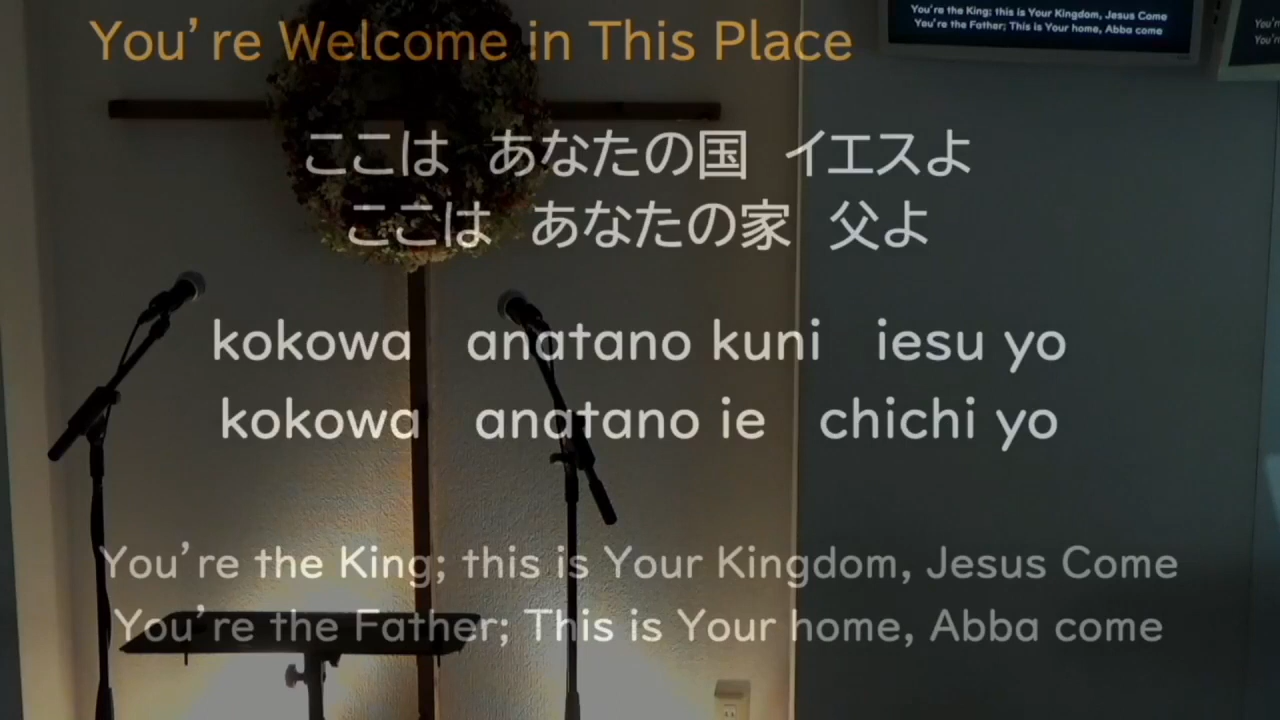 You're Welcome in This Place
You're the King; this is Your Kingdom, Jesus Come
You're the Father; This is Your home, Abba come
ここは あなたの国 イエスよ
ここは あなたの家 父よ
kokowa anatano kuni iesu yo
kokowa anatano ie chichi yo
You're the King; this is Your Kingdom, Jesus Come
You're the Father; This is Your home, Abba come